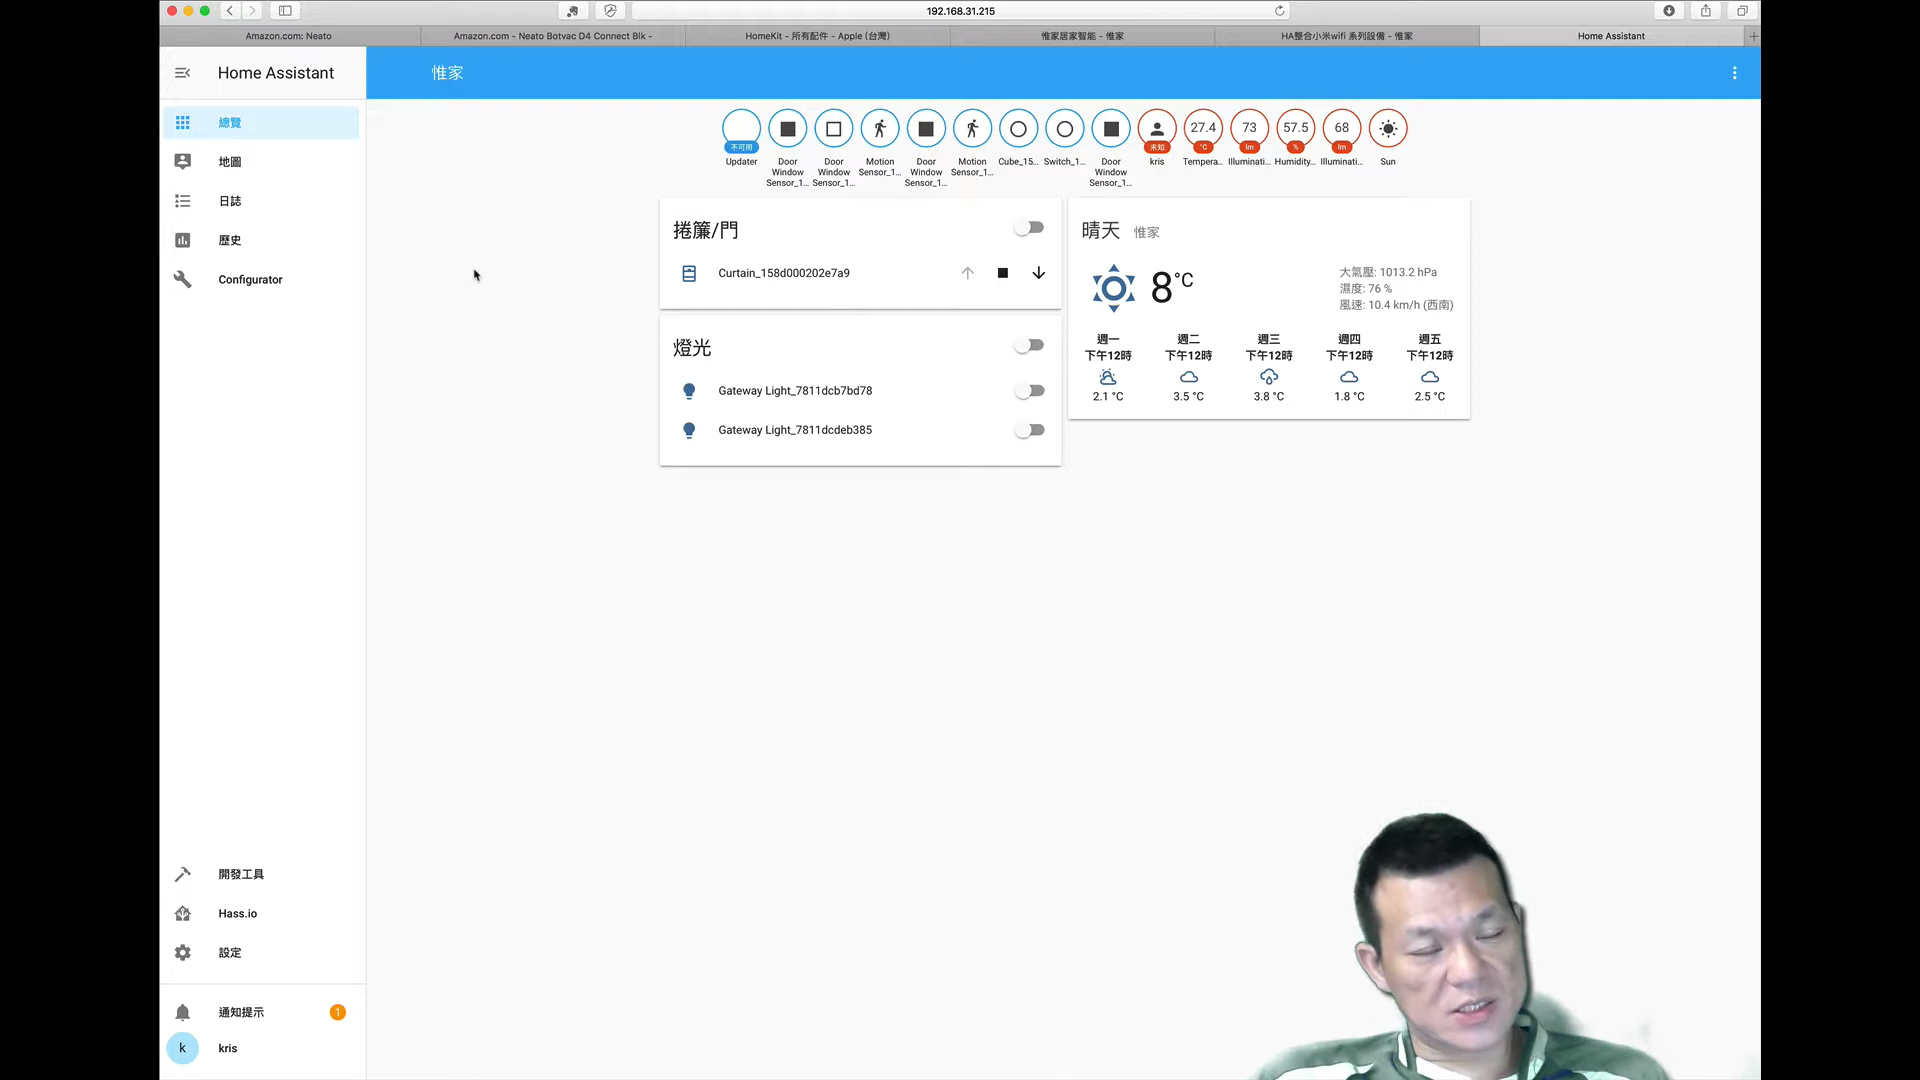 192.168.31.215
Amazon.com: Neato
Amazon.com - Neato Botvac D4 Connect Blk -
HomeKit - 所有配件 - Apple (台灣)
惟家居家智能 - 惟家
HA整合小米wifi 系列設備 - 惟家
Home Assistant
Home Assistant
惟家
總覽
地圖
日誌
歷史
Configurator
開發工具
Hass.io
設定
通知提示
1
k
kris
不可用
Updater
Door Window Sensor_1...
Door Window Sensor_1...
Motion Sensor_1...
Door Window Sensor_1...
Motion Sensor_1...
Cube_15...
Switch_1...
Door Window Sensor_1...
未知
kris
27.4
°C
Tempera...
73
lm
Illuminati...
57.5
%
Humidity...
68
lm
Illuminati...
Sun
捲簾/門
Curtain_158d000202e7a9
燈光
Gateway Light_7811dcb7bd78
Gateway Light_7811dcdeb385
晴天 惟家
8°C
大氣壓: 1013.2 hPa
濕度: 76 %
風速: 10.4 km/h (西南)
週一 週二 週三 週四 週五
下午12時 下午12時 下午12時 下午12時 下午12時
2.1 °C 3.5 °C 3.8 °C 1.8 °C 2.5 °C